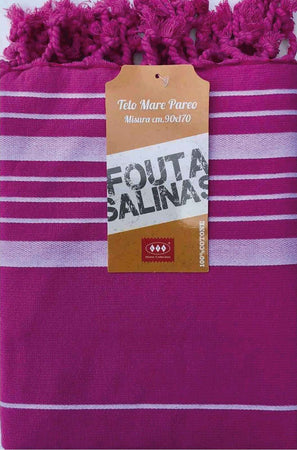 Telo Mare Pareo
Misura cm.90x170
FOUTA
SALINAS
100%COTONE